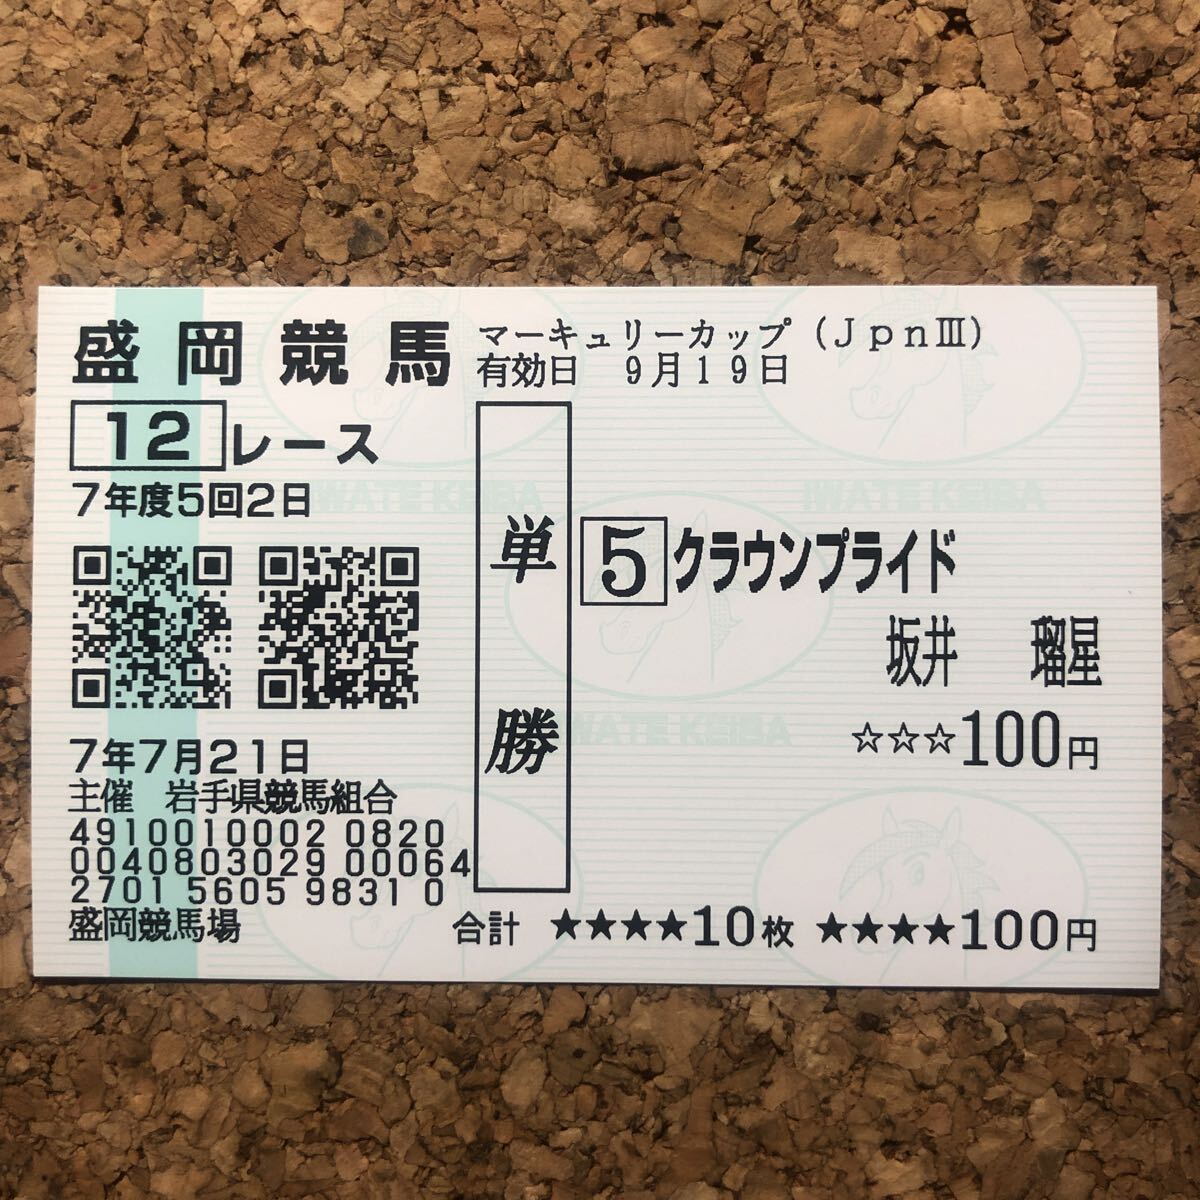 盛岡競馬
マーキュリーカップ（ＪｐｎⅢ）
有効日　９月１９日
12レース
7年度5回2日
単勝
5 クラウンプライド
坂井　瑠星
☆☆☆100円
7年7月21日
主催　岩手県競馬組合
4910010002 0820
0040803029 00064
2701 5605 9831 0
盛岡競馬場
合計 ★★★★10枚 ★★★★100円
IWATE KEIBA
IWATE KEIBA
IWATE KEIBA